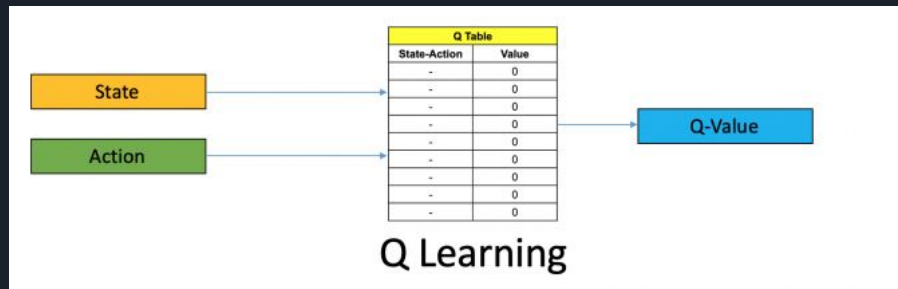 Q Table
State-Action Value
- 0
- 0
- 0
- 0
- 0
- 0
- 0
- 0
- 0
State
Action
Q-Value
Q Learning